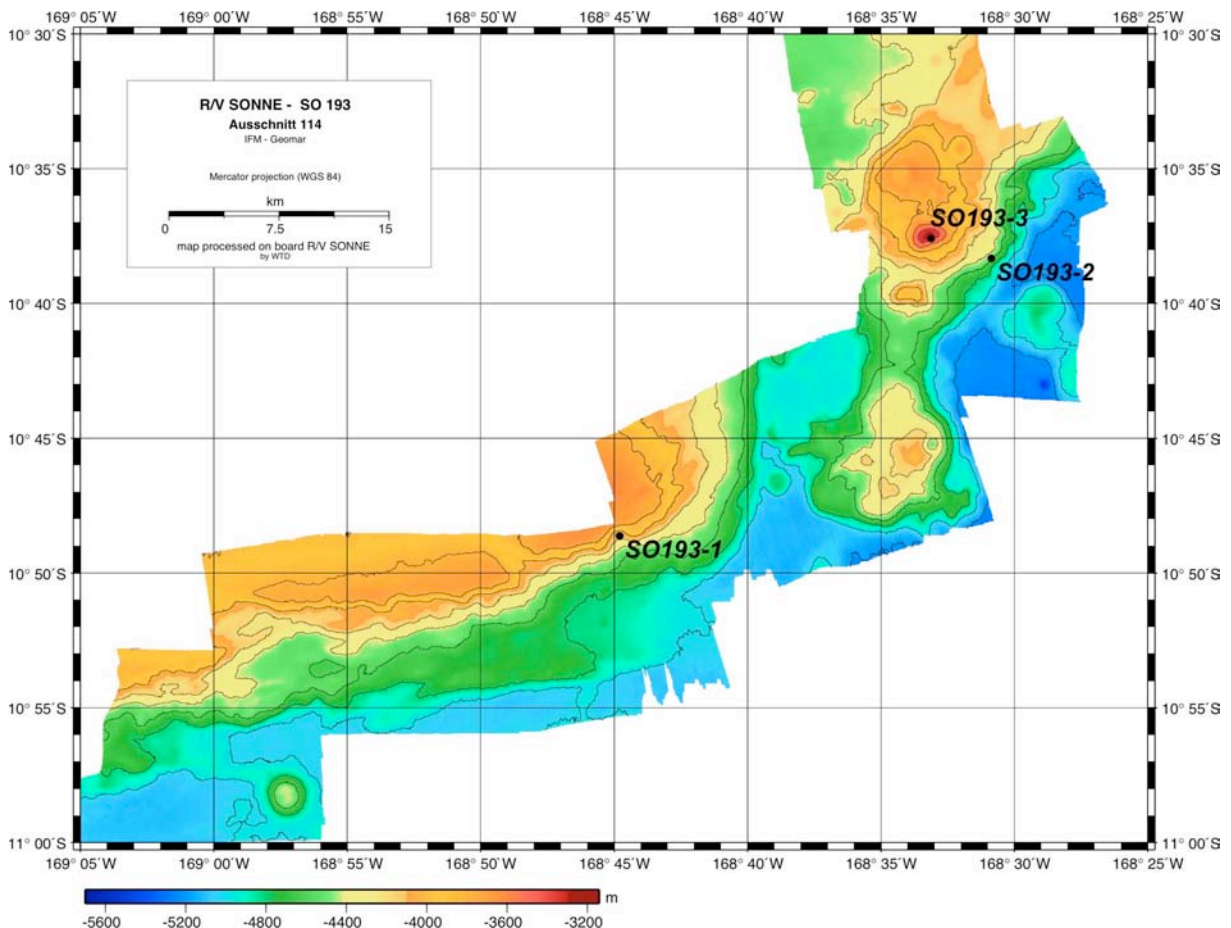 169° 05´W 169° 00´W 168° 55´W 168° 50´W 168° 45´W 168° 40´W 168° 35´W 168° 30´W 168° 25´W
10° 30´S 10° 30´S
R/V SONNE - SO 193
Ausschnitt 114
IFM - Geomar
Mercator projection (WGS 84)
km
0 7.5 15
map processed on board R/V SONNE
by WTD
10° 35´S 10° 35´S
SO193-3
SO193-2
10° 40´S 10° 40´S
10° 45´S 10° 45´S
SO193-1
10° 50´S 10° 50´S
10° 55´S 10° 55´S
11° 00´S 11° 00´S
169° 05´W 169° 00´W 168° 55´W 168° 50´W 168° 45´W 168° 40´W 168° 35´W 168° 30´W 168° 25´W
m
-5600 -5200 -4800 -4400 -4000 -3600 -3200